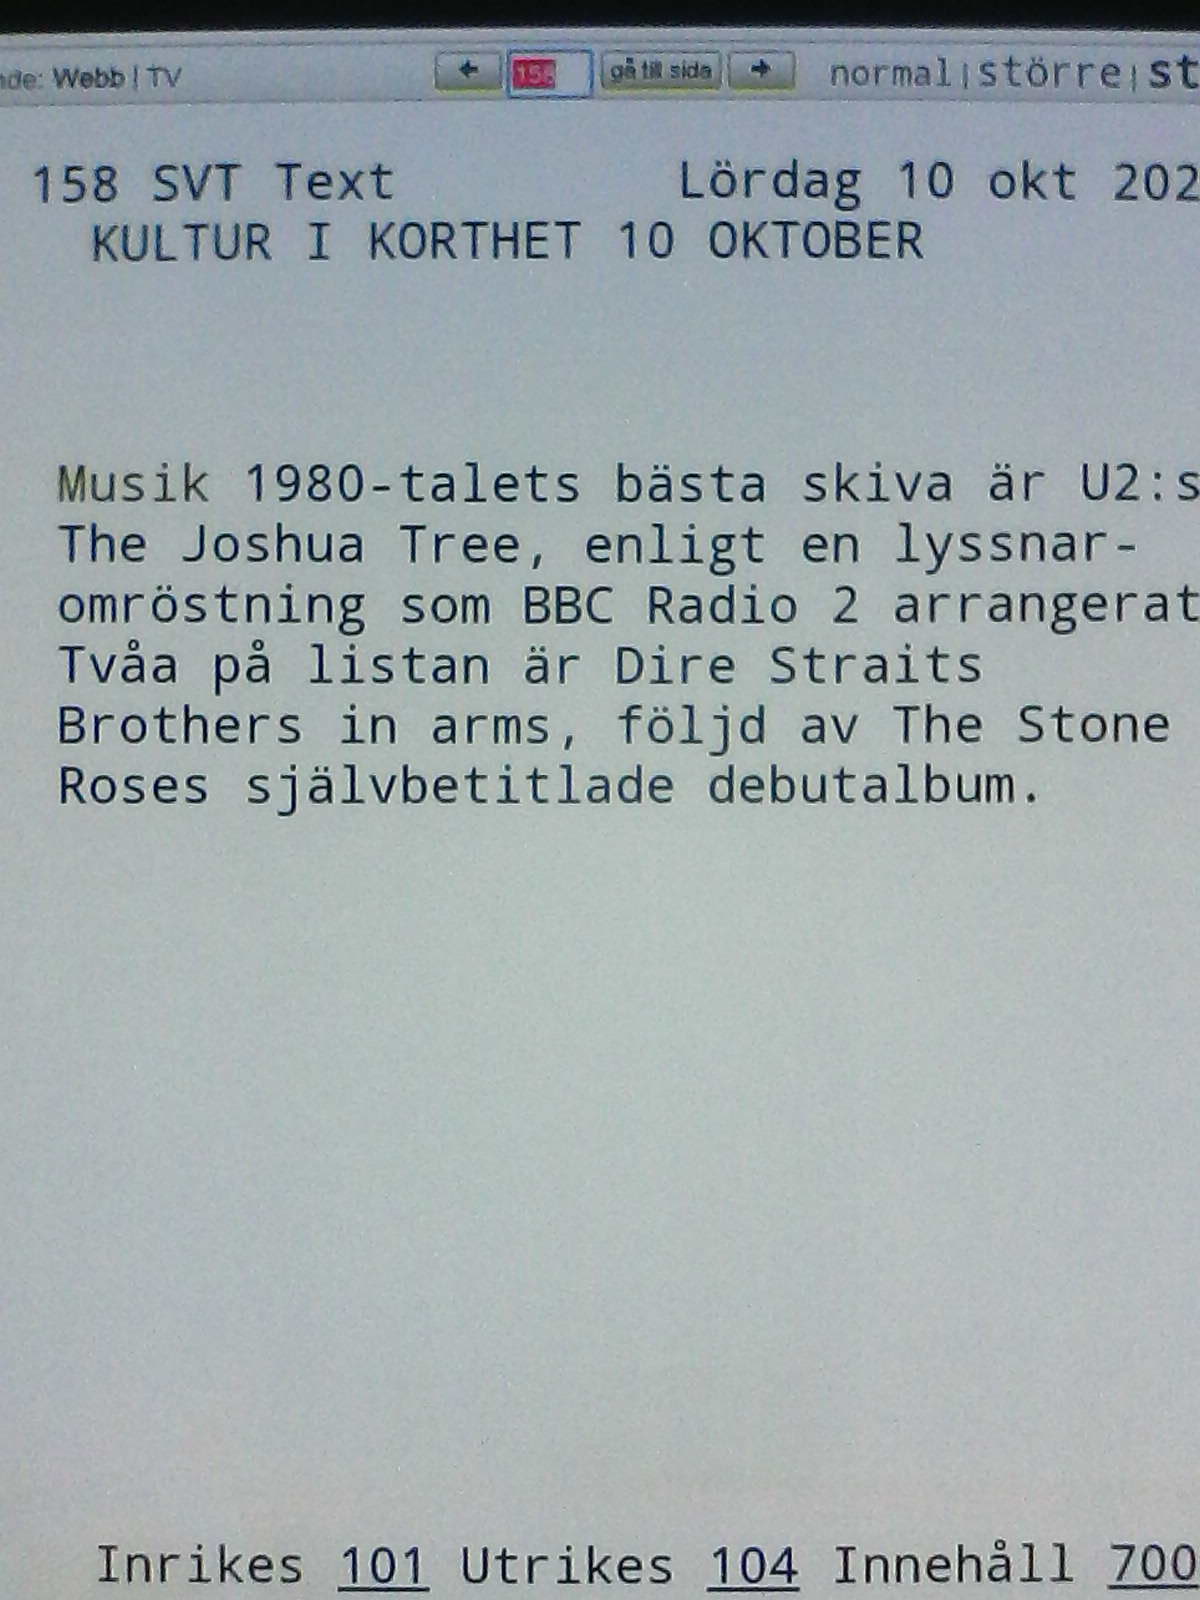 nde: Webb | TV
← 158 gå till sida → normal|större|st
158 SVT Text Lördag 10 okt 202
KULTUR I KORTHET 10 OKTOBER
Musik 1980-talets bästa skiva är U2:s
The Joshua Tree, enligt en lyssnar-
omröstning som BBC Radio 2 arrangerat
Tvåa på listan är Dire Straits
Brothers in arms, följd av The Stone
Roses självbetitlade debutalbum.
Inrikes 101 Utrikes 104 Innehåll 700